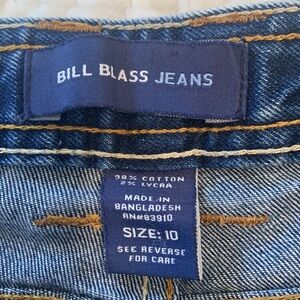 BILL BLASS JEANS
98% COTTON
2% LYCRA
MADE IN
BANGLADESH
RN#83910
SIZE: 10
SEE REVERSE
FOR CARE